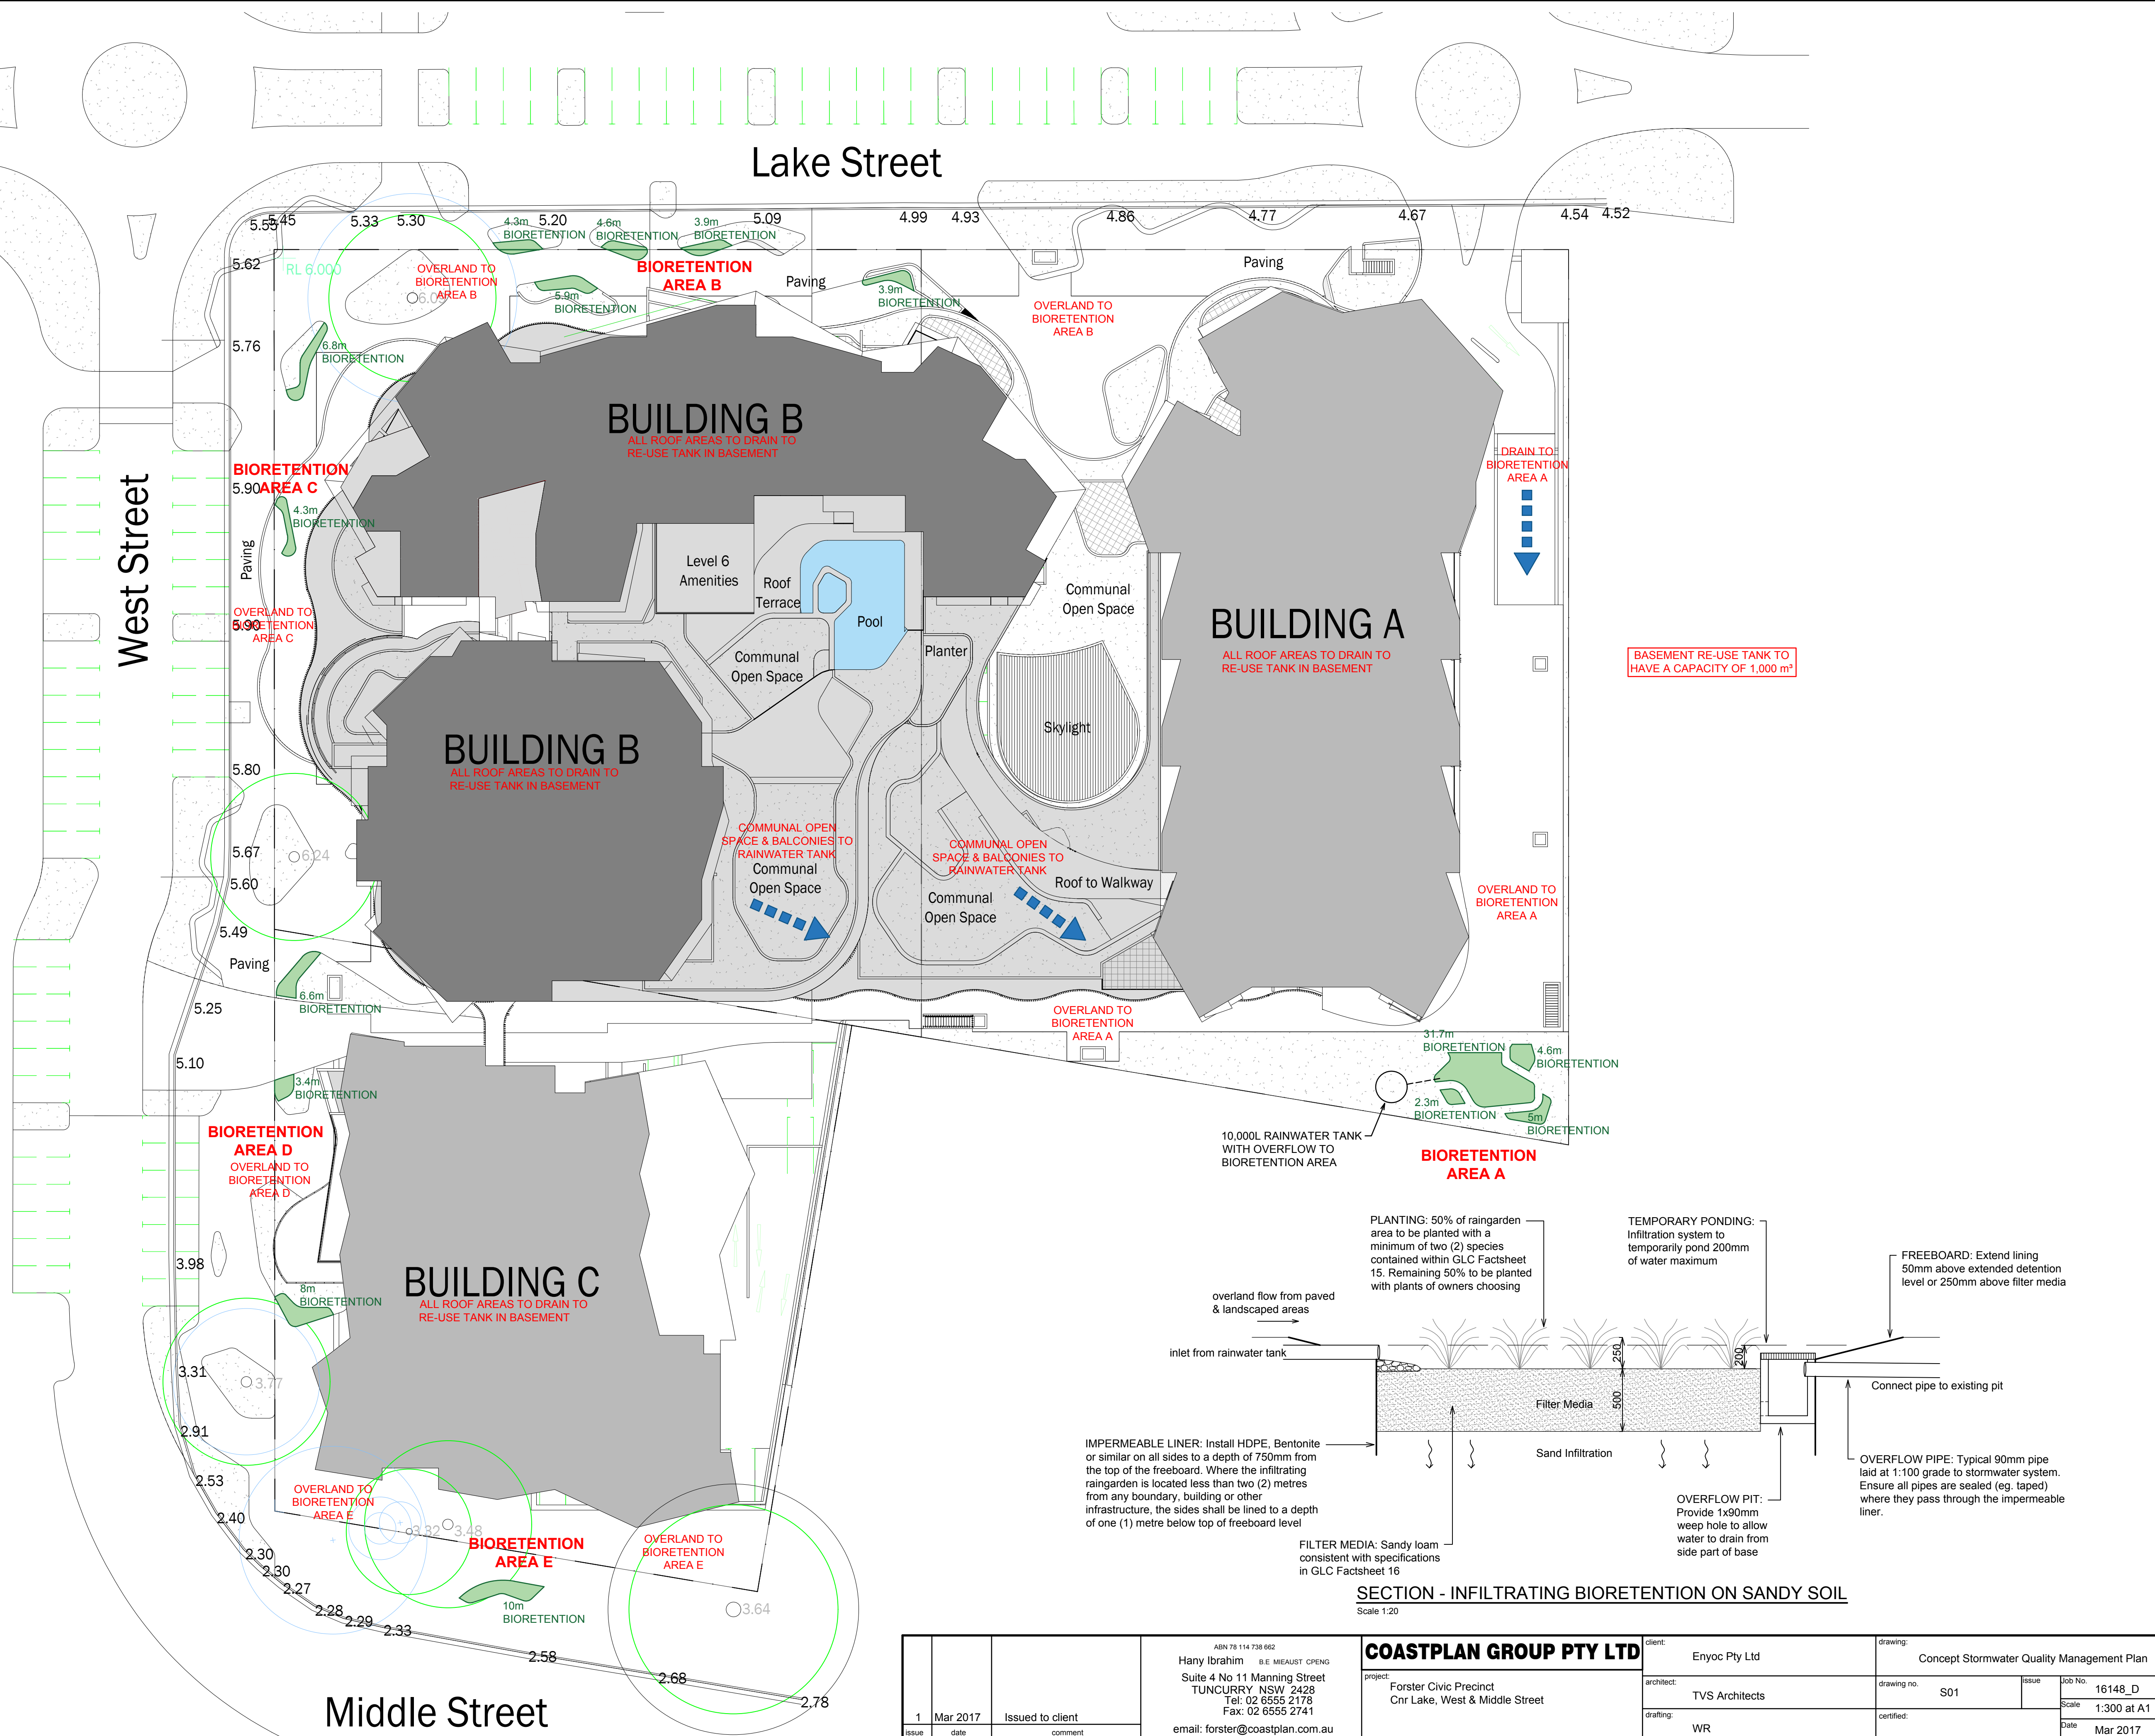 Lake Street
5.55
5.45
5.33
5.30
4.3m
BIORETENTION
5.20
4.6m
BIORETENTION
3.9m
BIORETENTION
5.09
4.99
4.93
4.86
4.77
4.67
4.54
4.52
5.62
RL 6.000
OVERLAND TO
BIORETENTION
AREA B
BIORETENTION
AREA B
5.9m
BIORETENTION
Paving
3.9m
BIORETENTION
OVERLAND TO
BIORETENTION
AREA B
Paving
5.76
6.8m
BIORETENTION
BUILDING B
ALL ROOF AREAS TO DRAIN TO
RE-USE TANK IN BASEMENT
DRAIN TO
BIORETENTION
AREA A
West Street
BIORETENTION
AREA C
5.90
4.3m
BIORETENTION
Paving
OVERLAND TO
BIORETENTION
AREA C
5.90
Level 6
Amenities
Roof
Terrace
Pool
Communal
Open Space
Planter
Communal
Open Space
BUILDING A
ALL ROOF AREAS TO DRAIN TO
RE-USE TANK IN BASEMENT
BASEMENT RE-USE TANK TO
HAVE A CAPACITY OF 1,000 m³
Skylight
BUILDING B
ALL ROOF AREAS TO DRAIN TO
RE-USE TANK IN BASEMENT
5.80
5.67
6.24
5.60
5.49
COMMUNAL OPEN
SPACE & BALCONIES TO
RAINWATER TANK
Communal
Open Space
COMMUNAL OPEN
SPACE & BALCONIES TO
RAINWATER TANK
Roof to Walkway
Communal
Open Space
OVERLAND TO
BIORETENTION
AREA A
Paving
6.6m
BIORETENTION
5.25
OVERLAND TO
BIORETENTION
AREA A
31.7m
BIORETENTION
4.6m
BIORETENTION
2.3m
BIORETENTION
5m
BIORETENTION
5.10
3.4m
BIORETENTION
10,000L RAINWATER TANK
WITH OVERFLOW TO
BIORETENTION AREA
BIORETENTION
AREA A
BIORETENTION
AREA D
OVERLAND TO
BIORETENTION
AREA D
3.98
8m
BIORETENTION
BUILDING C
ALL ROOF AREAS TO DRAIN TO
RE-USE TANK IN BASEMENT
3.31
3.77
2.91
2.53
2.40
2.30
2.30
2.27
2.28
2.29
2.33
2.58
2.68
2.78
OVERLAND TO
BIORETENTION
AREA E
3.32
3.48
BIORETENTION
AREA E
10m
BIORETENTION
OVERLAND TO
BIORETENTION
AREA E
3.64
Middle Street
PLANTING: 50% of raingarden
area to be planted with a
minimum of two (2) species
contained within GLC Factsheet
15. Remaining 50% to be planted
with plants of owners choosing
TEMPORARY PONDING:
Infiltration system to
temporarily pond 200mm
of water maximum
FREEBOARD: Extend lining
50mm above extended detention
level or 250mm above filter media
overland flow from paved
& landscaped areas
inlet from rainwater tank
250
200
500
Filter Media
Sand Infiltration
Connect pipe to existing pit
IMPERMEABLE LINER: Install HDPE, Bentonite
or similar on all sides to a depth of 750mm from
the top of the freeboard. Where the infiltrating
raingarden is located less than two (2) metres
from any boundary, building or other
infrastructure, the sides shall be lined to a depth
of one (1) metre below top of freeboard level
OVERFLOW PIPE: Typical 90mm pipe
laid at 1:100 grade to stormwater system.
Ensure all pipes are sealed (eg. taped)
where they pass through the impermeable
liner.
OVERFLOW PIT:
Provide 1x90mm
weep hole to allow
water to drain from
side part of base
FILTER MEDIA: Sandy loam
consistent with specifications
in GLC Factsheet 16
SECTION - INFILTRATING BIORETENTION ON SANDY SOIL
Scale 1:20
1 Mar 2017 Issued to client
issue date comment
ABN 78 114 738 662
Hany Ibrahim B.E MIEAUST CPENG
Suite 4 No 11 Manning Street
TUNCURRY NSW 2428
Tel: 02 6555 2178
Fax: 02 6555 2741
email: forster@coastplan.com.au
COASTPLAN GROUP PTY LTD
project:
Forster Civic Precinct
Cnr Lake, West & Middle Street
client:
Enyoc Pty Ltd
architect:
TVS Architects
drafting:
WR
drawing:
Concept Stormwater Quality Management Plan
drawing no.
S01
issue
Job No.
16148_D
Scale
1:300 at A1
certified:
Date
Mar 2017